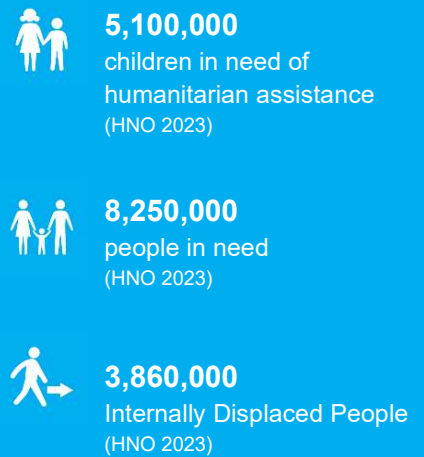 5,100,000
children in need of
humanitarian assistance
(HNO 2023)
8,250,000
people in need
(HNO 2023)
3,860,000
Internally Displaced People
(HNO 2023)